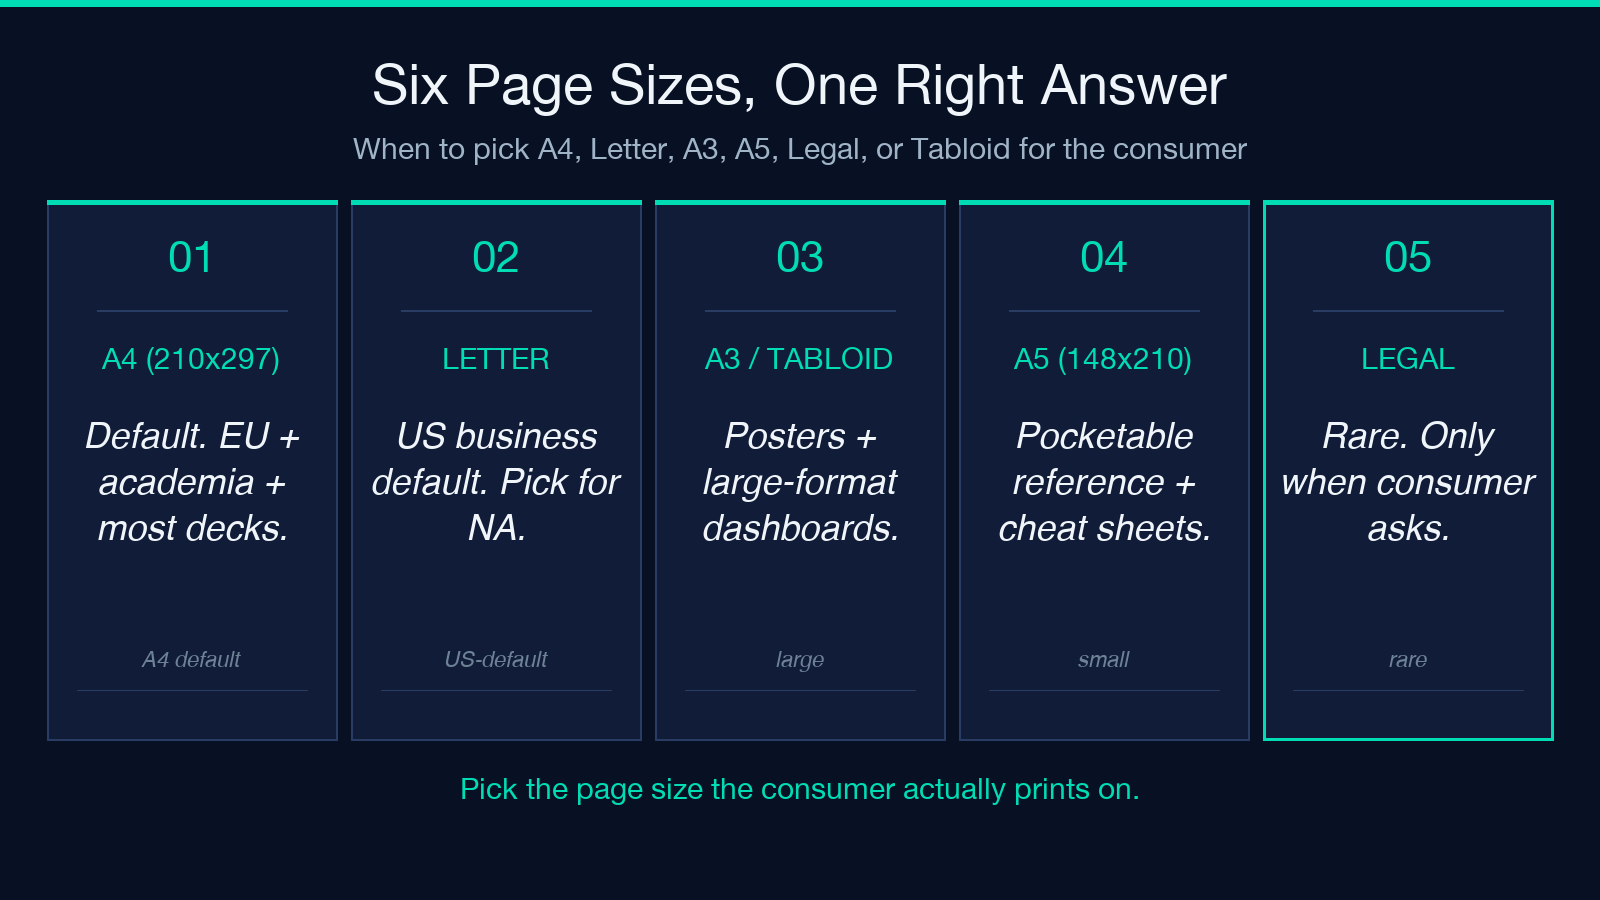 Six Page Sizes, One Right Answer
When to pick A4, Letter, A3, A5, Legal, or Tabloid for the consumer
01
A4 (210x297)
Default. EU +
academia +
most decks.
A4 default
02
LETTER
US business
default. Pick for
NA.
US-default
03
A3 / TABLOID
Posters +
large-format
dashboards.
large
04
A5 (148x210)
Pocketable
reference +
cheat sheets.
small
05
LEGAL
Rare. Only
when consumer
asks.
rare
Pick the page size the consumer actually prints on.